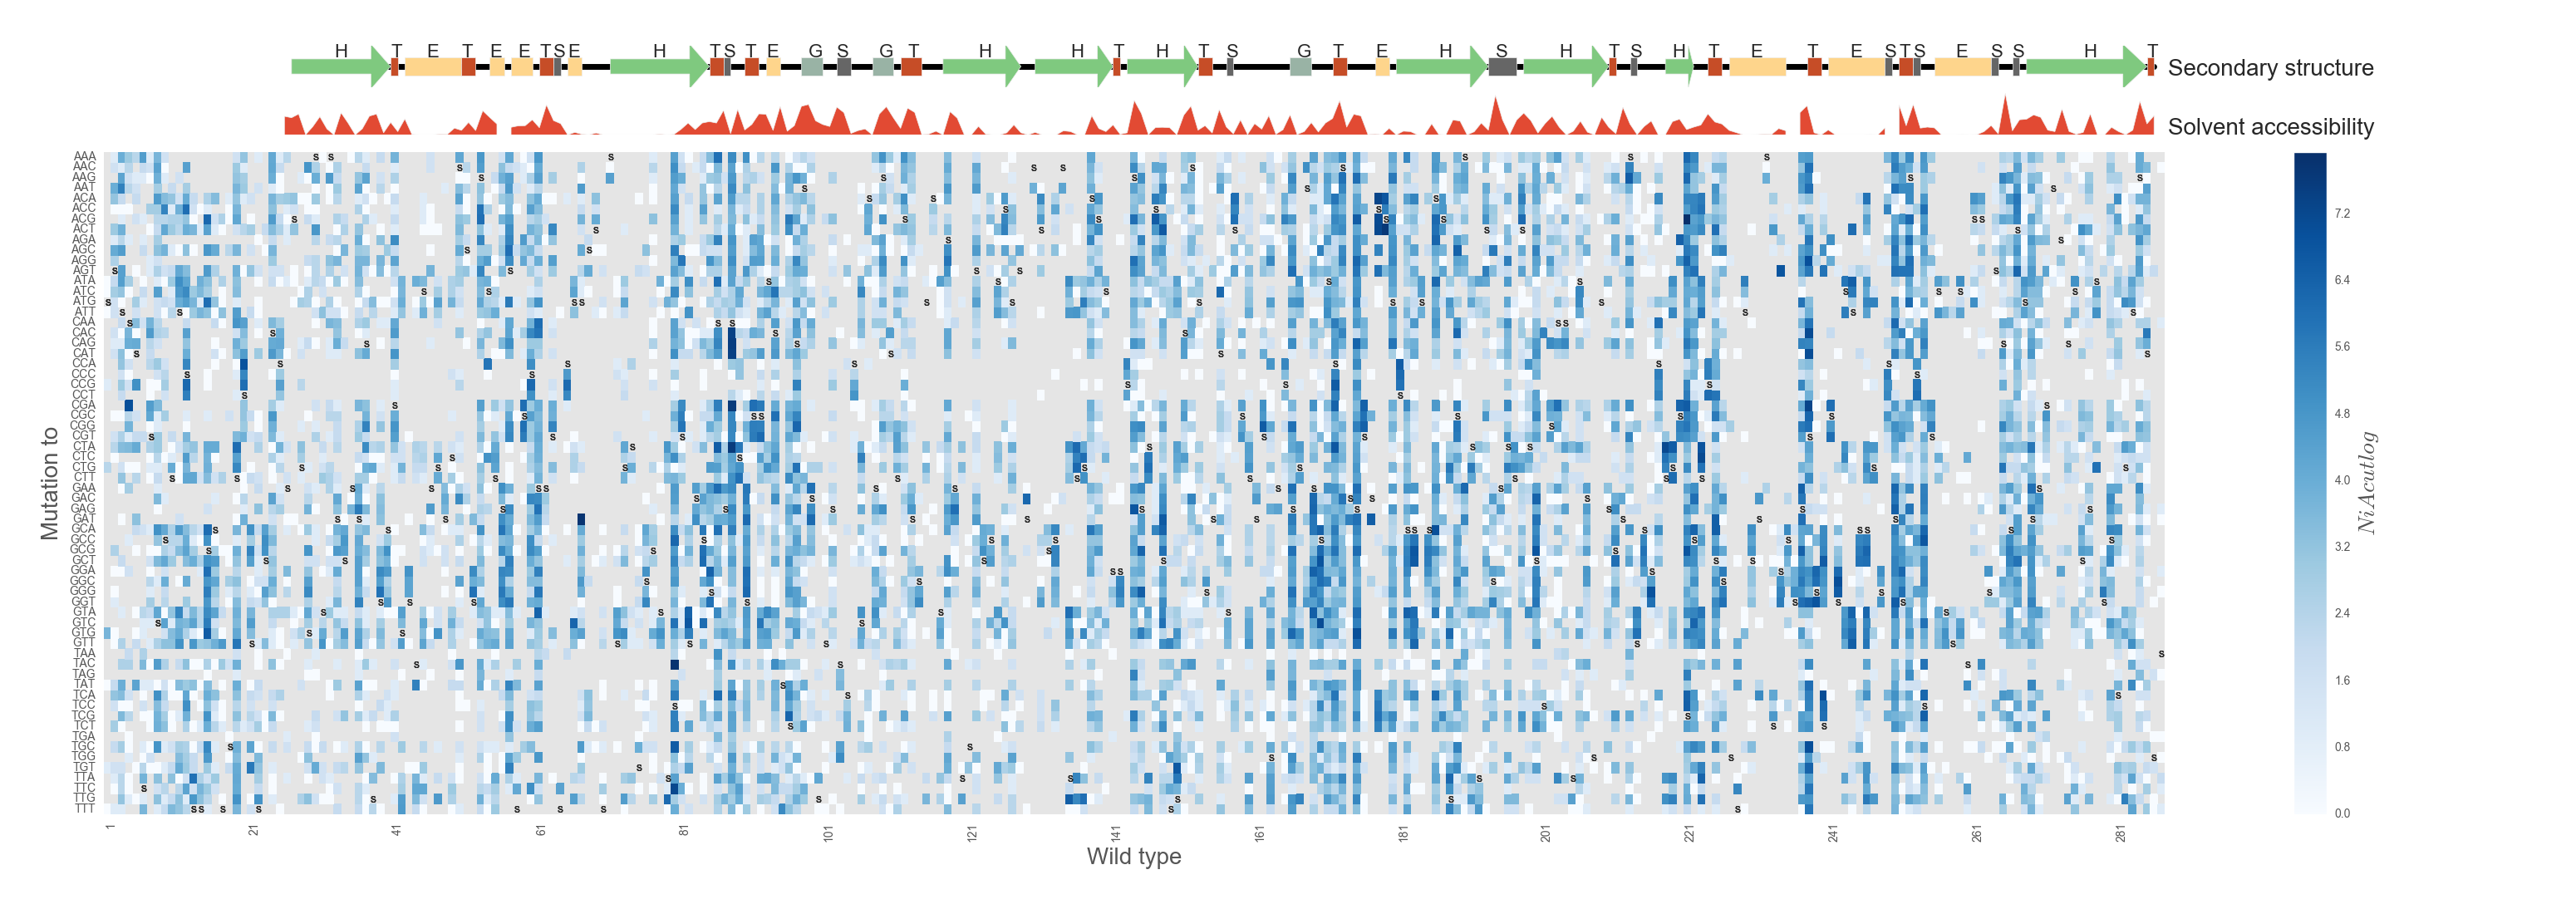 H T E T E E T S E H T S T E G S G T H H T H T S G T E H S H T S H T E T E S T S E S S H T
Secondary structure
Solvent accessibility
AAA
AAC
AAG
AAT
ACA
ACC
ACG
ACT
AGA
AGC
AGG
AGT
ATA
ATC
ATG
ATT
CAA
CAC
CAG
CAT
CCA
CCC
CCG
CCT
CGA
CGC
CGG
CGT
CTA
CTC
CTG
CTT
GAA
GAC
GAG
GAT
GCA
GCC
GCG
GCT
GGA
GGC
GGG
GGT
GTA
GTC
GTG
GTT
TAA
TAC
TAG
TAT
TCA
TCC
TCG
TCT
TGA
TGC
TGG
TGT
TTA
TTC
TTG
TTT
Mutation to
1 21 41 61 81 101 121 141 161 181 201 221 241 261 281
Wild type
7.2
6.4
5.6
4.8
4.0
3.2
2.4
1.6
0.8
0.0
NiAcutlog